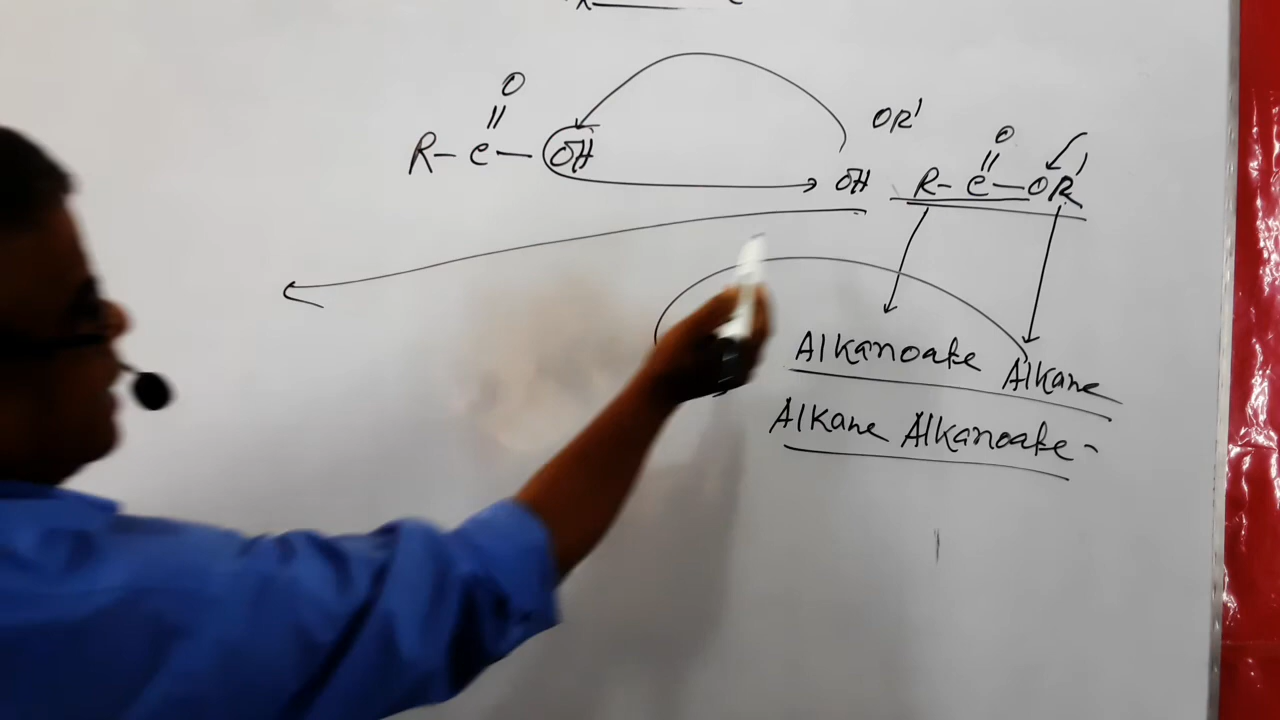 O O
OR'
R-C-OH OH R-C-OR'
Alkanoate Alkane
Alkane Alkanoate-